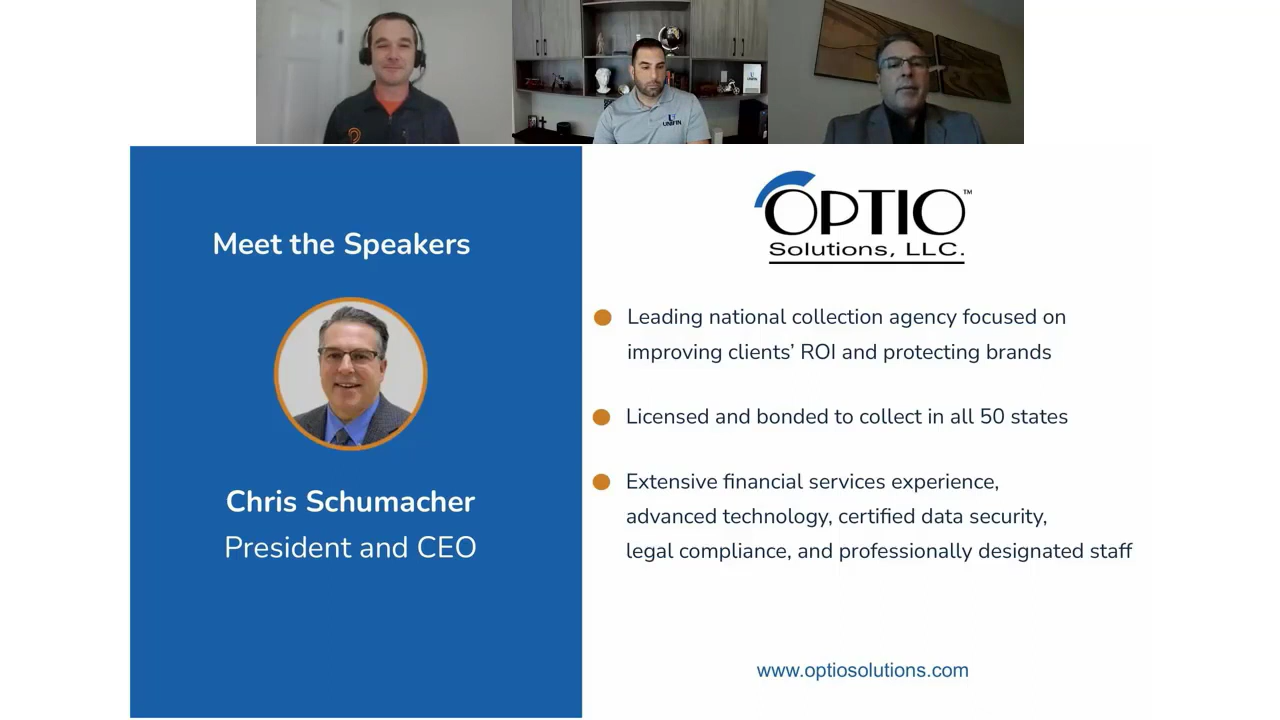 UNIFIN
Meet the Speakers
Chris Schumacher
President and CEO
OPTIO™
Solutions, LLC.
Leading national collection agency focused on
improving clients’ ROI and protecting brands
Licensed and bonded to collect in all 50 states
Extensive financial services experience,
advanced technology, certified data security,
legal compliance, and professionally designated staff
www.optiosolutions.com